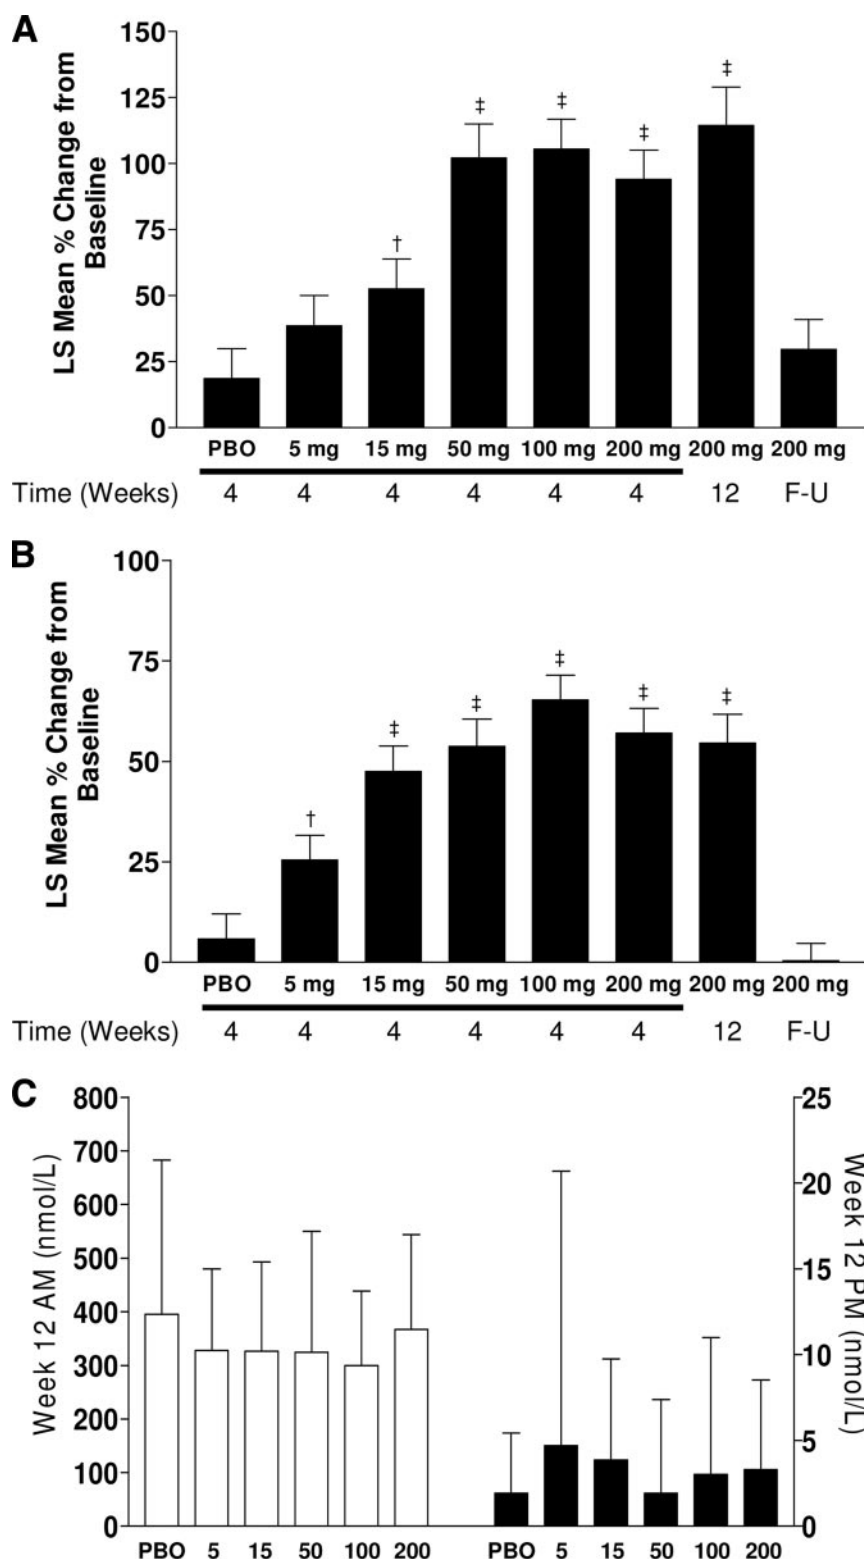 A
LS Mean % Change from
Baseline
150
125
100
75
50
25
0
†
‡
‡
‡
‡
PBO 5 mg 15 mg 50 mg 100 mg 200 mg 200 mg 200 mg
Time (Weeks) 4 4 4 4 4 4 12 F-U
B
LS Mean % Change from
Baseline
100
75
50
25
0
†
‡
‡
‡
‡
‡
PBO 5 mg 15 mg 50 mg 100 mg 200 mg 200 mg 200 mg
Time (Weeks) 4 4 4 4 4 4 12 F-U
C
Week 12 AM (nmol/L)
800
700
600
500
400
300
200
100
0
25
20
15
10
5
0
Week 12 PM (nmol/L)
PBO 5 15 50 100 200 PBO 5 15 50 100 200